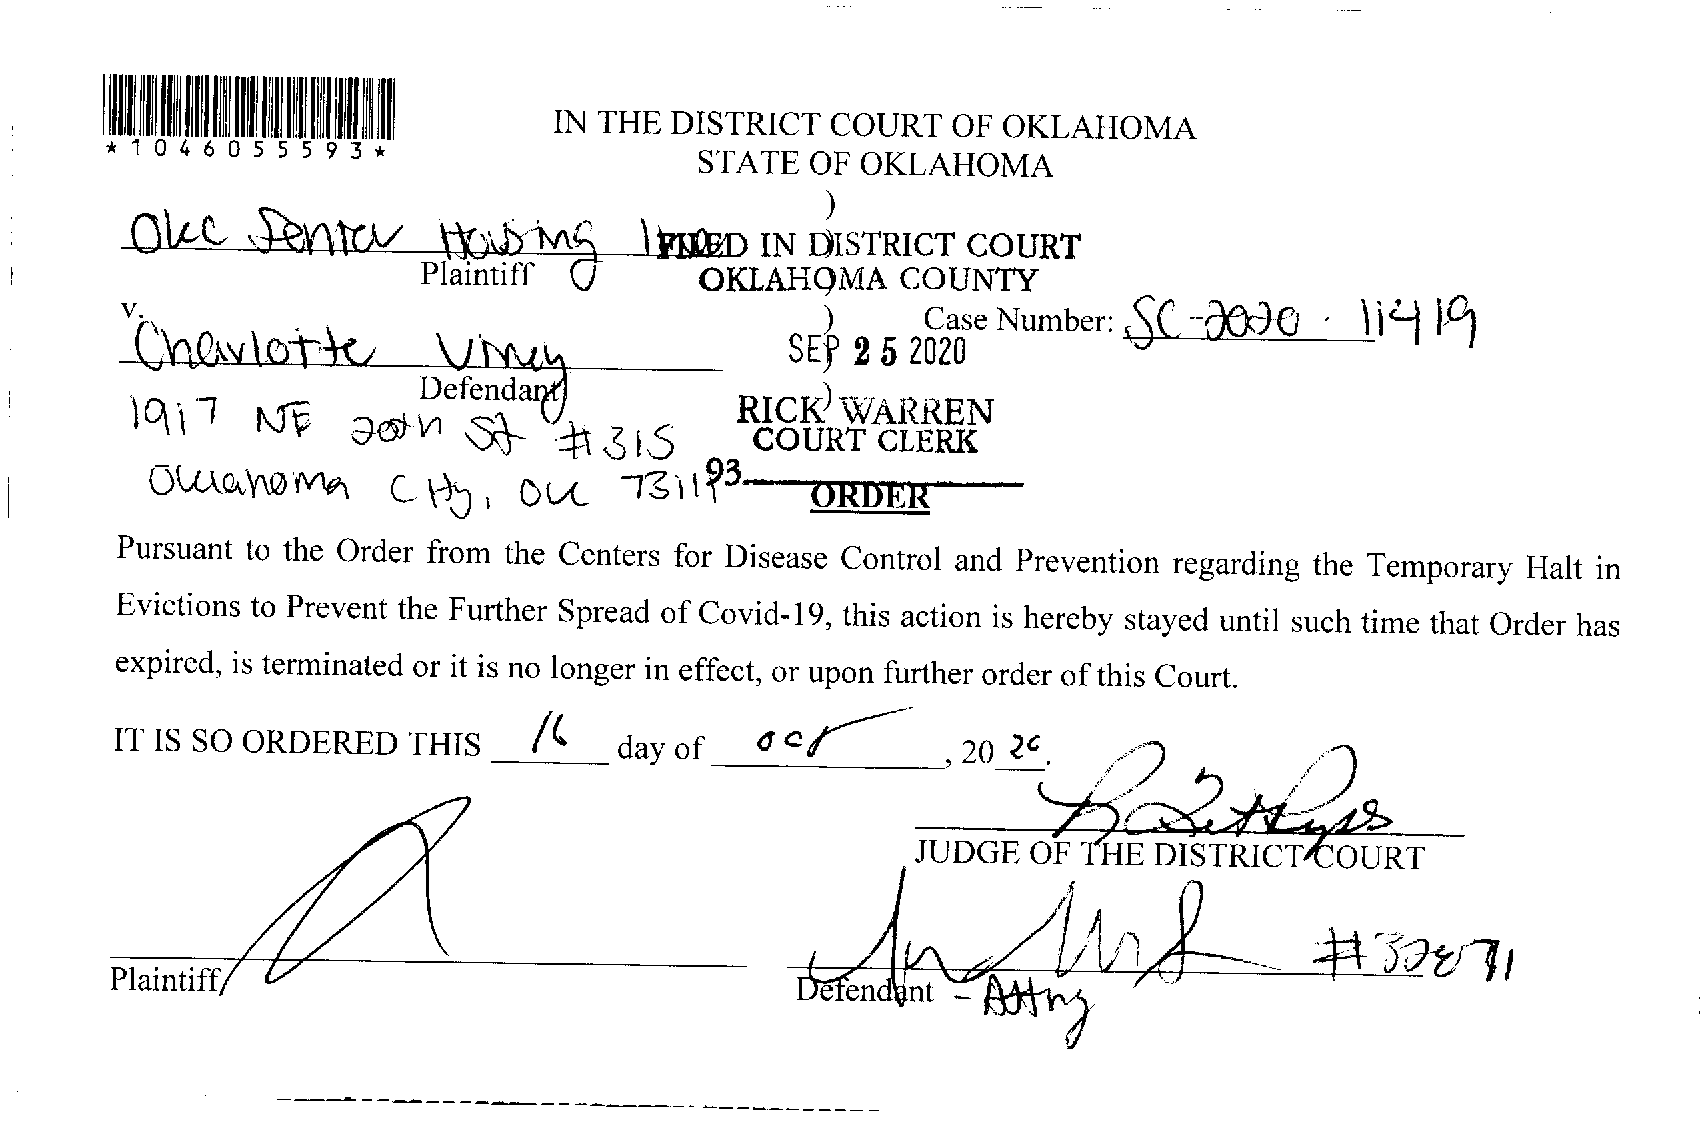 *1046055593*
IN THE DISTRICT COURT OF OKLAHOMA
STATE OF OKLAHOMA
)
OKC Senior Housing
FILED IN DISTRICT COURT
Plaintiff
OKLAHOMA COUNTY
)
v.
)
Case Number: SC-2020-11419
Charlotte
SEP 25 2020
)
Defendant
)
1917 NE 20th St #315
RICK WARREN
COURT CLERK
Oklahoma City, OK 73111
93
ORDER
Pursuant to the Order from the Centers for Disease Control and Prevention regarding the Temporary Halt in
Evictions to Prevent the Further Spread of Covid-19, this action is hereby stayed until such time that Order has
expired, is terminated or it is no longer in effect, or upon further order of this Court.
IT IS SO ORDERED THIS 16 day of Oct, 2020.
JUDGE OF THE DISTRICT COURT
Plaintiff
Defendant - Attny